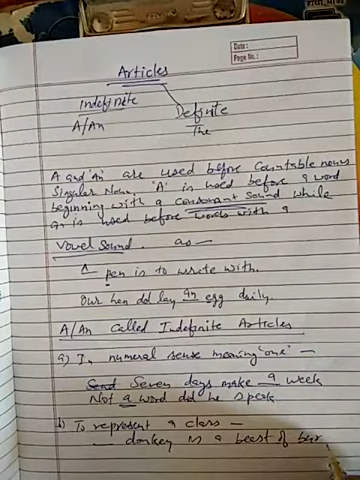 Date :
Page No.:
Articles
Indefinite
Definite
A/An
The
A and 'An' are used before Countable nouns
Singular Noun, 'A' is used before a word
beginning with a consonant sound while
an is used before words with a
Vowel Sound. as—
A pen is to write with.
Our hen did lay an egg daily.
A/An Called Indefinite Articles
a) In numeral sense meaning 'one' —
Seven days make a week
Not a word did he speak
b) To represent a class —
donkey is a beast of bur